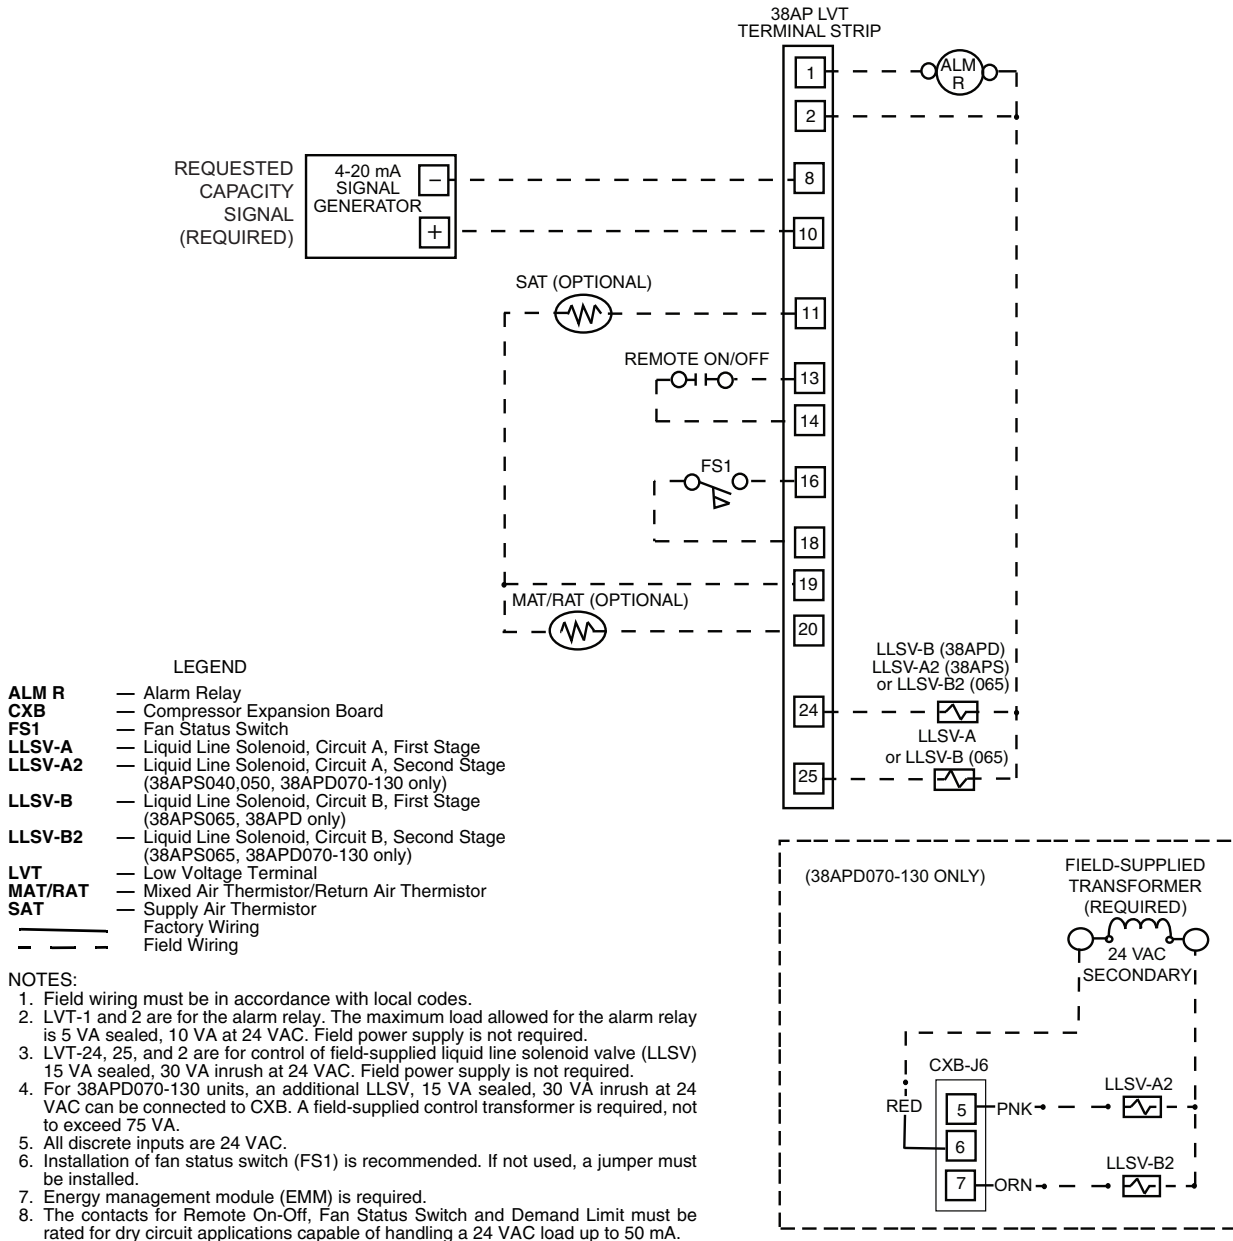 38AP LVT
TERMINAL STRIP
1
ALM
R
2
REQUESTED
CAPACITY
SIGNAL
(REQUIRED)
4-20 mA
SIGNAL
GENERATOR
−
+
8
10
SAT (OPTIONAL)
11
REMOTE ON/OFF
13
14
FS1
16
18
19
MAT/RAT (OPTIONAL)
20
LLSV-B (38APD)
LLSV-A2 (38APS)
or LLSV-B2 (065)
24
LLSV-A
or LLSV-B (065)
25
LEGEND
ALM R — Alarm Relay
CXB — Compressor Expansion Board
FS1 — Fan Status Switch
LLSV-A — Liquid Line Solenoid, Circuit A, First Stage
LLSV-A2 — Liquid Line Solenoid, Circuit A, Second Stage
(38APS040,050, 38APD070-130 only)
LLSV-B — Liquid Line Solenoid, Circuit B, First Stage
(38APS065, 38APD only)
LLSV-B2 — Liquid Line Solenoid, Circuit B, Second Stage
(38APS065, 38APD070-130 only)
LVT — Low Voltage Terminal
MAT/RAT — Mixed Air Thermistor/Return Air Thermistor
SAT — Supply Air Thermistor
Factory Wiring
Field Wiring
NOTES:
1. Field wiring must be in accordance with local codes.
2. LVT-1 and 2 are for the alarm relay. The maximum load allowed for the alarm relay
is 5 VA sealed, 10 VA at 24 VAC. Field power supply is not required.
3. LVT-24, 25, and 2 are for control of field-supplied liquid line solenoid valve (LLSV)
15 VA sealed, 30 VA inrush at 24 VAC. Field power supply is not required.
4. For 38APD070-130 units, an additional LLSV, 15 VA sealed, 30 VA inrush at 24
VAC can be connected to CXB. A field-supplied control transformer is required, not
to exceed 75 VA.
5. All discrete inputs are 24 VAC.
6. Installation of fan status switch (FS1) is recommended. If not used, a jumper must
be installed.
7. Energy management module (EMM) is required.
8. The contacts for Remote On-Off, Fan Status Switch and Demand Limit must be
rated for dry circuit applications capable of handling a 24 VAC load up to 50 mA.
(38APD070-130 ONLY)
FIELD-SUPPLIED
TRANSFORMER
(REQUIRED)
24 VAC
SECONDARY
CXB-J6
RED
5
PNK
LLSV-A2
6
7
ORN
LLSV-B2